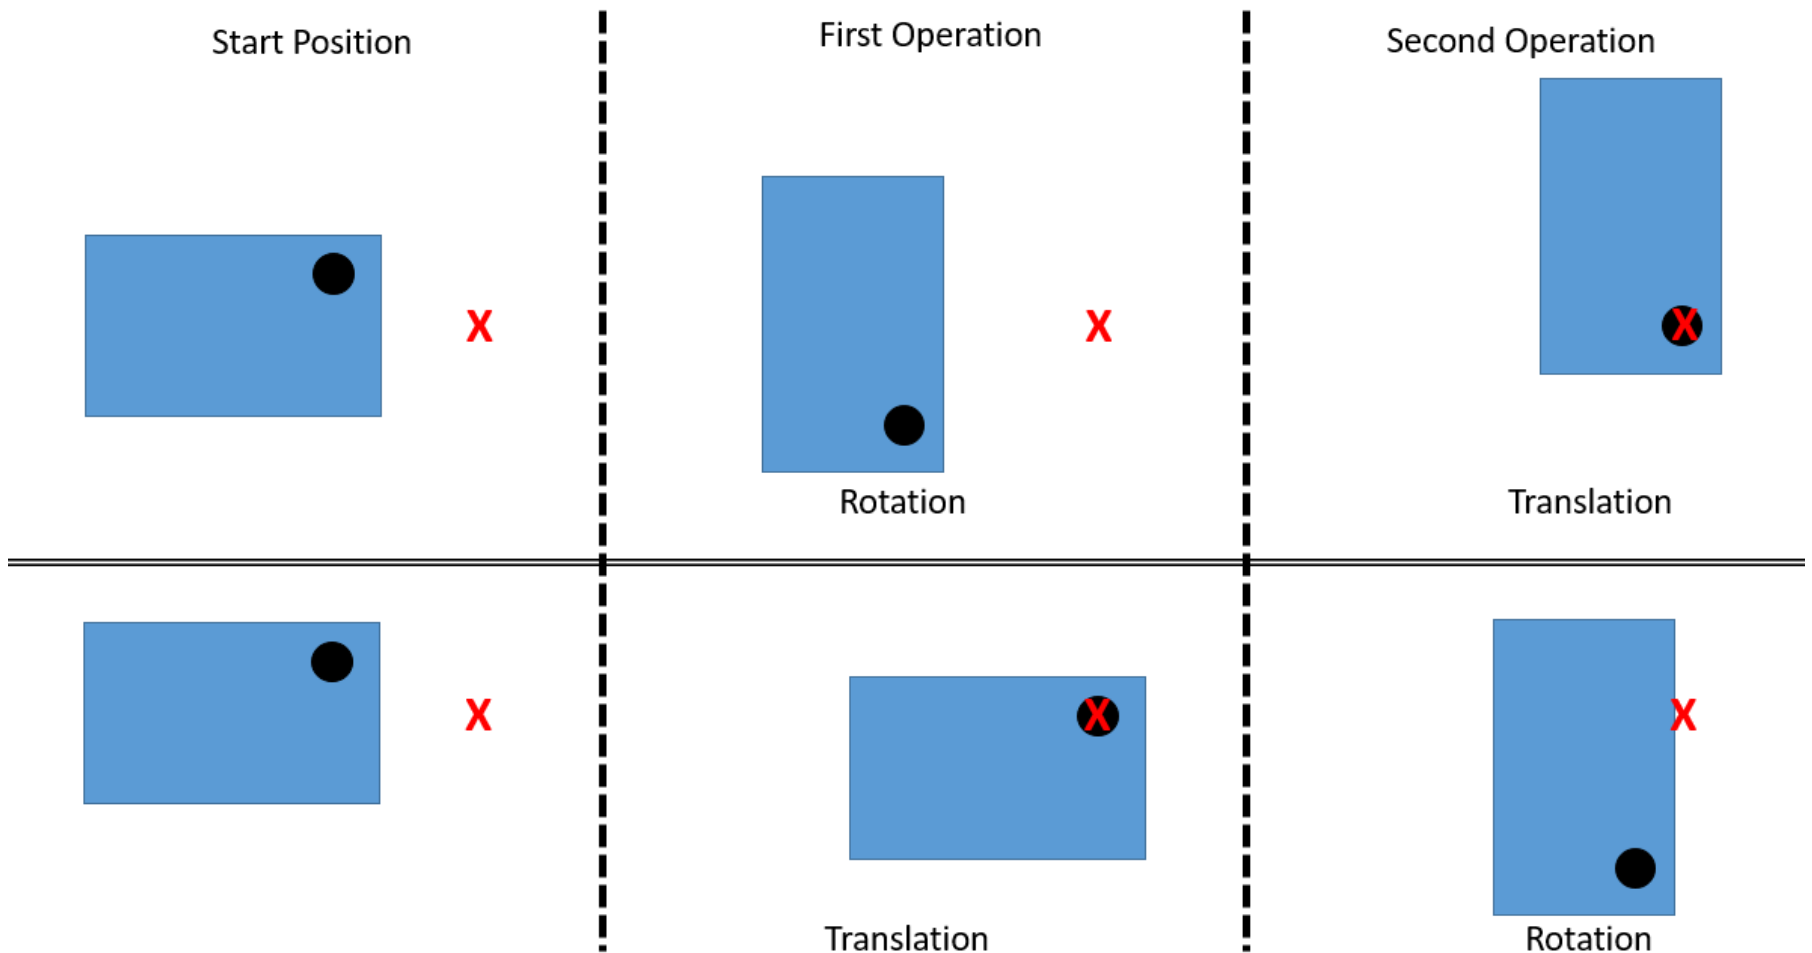 Start Position
First Operation
Second Operation
X
X
X
Rotation
Translation
X
X
X
Translation
Rotation